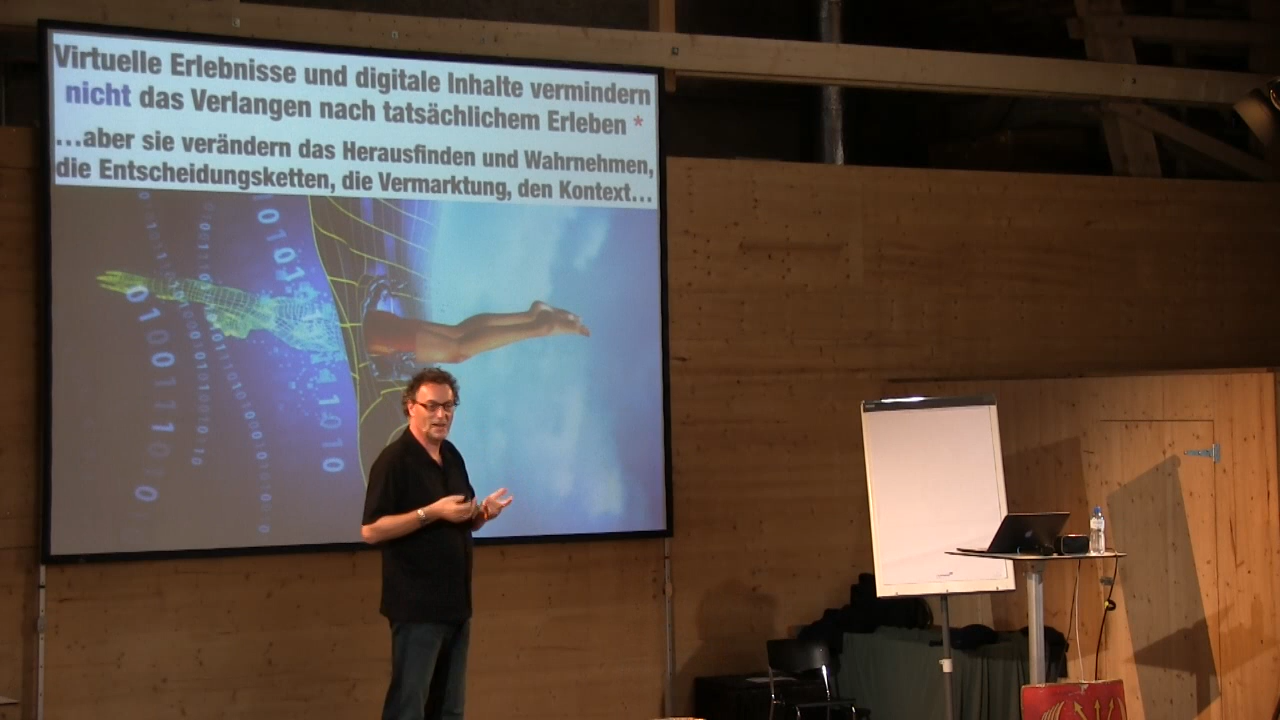 Virtuelle Erlebnisse und digitale Inhalte vermindern
nicht das Verlangen nach tatsächlichem Erleben *
...aber sie verändern das Herausfinden und Wahrnehmen,
die Entscheidungsketten, die Vermarktung, den Kontext...